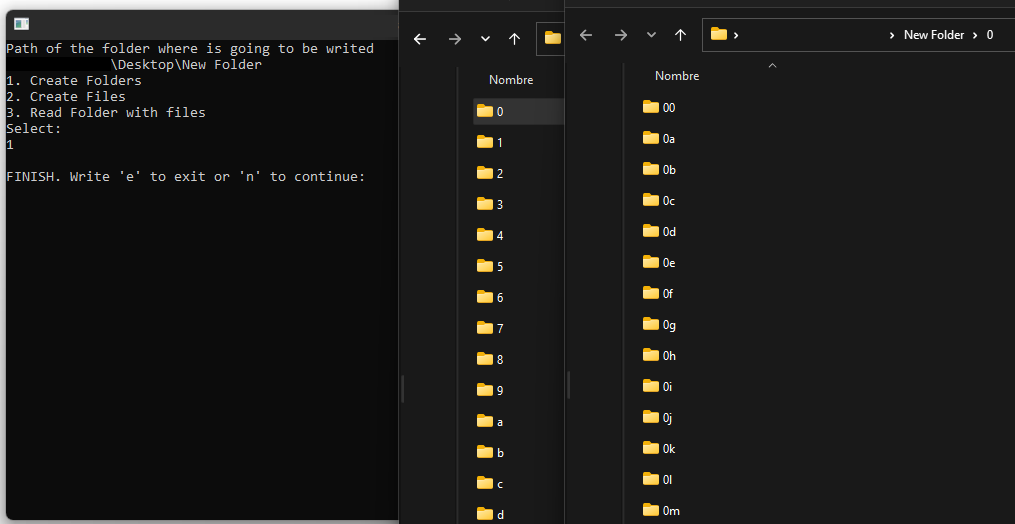 Path of the folder where is going to be writed
\Desktop\New Folder
1. Create Folders
2. Create Files
3. Read Folder with files
Select:
1
FINISH. Write 'e' to exit or 'n' to continue:
Nombre
0
1
2
3
4
5
6
7
8
9
a
b
c
d
› › New Folder › 0
Nombre
00
0a
0b
0c
0d
0e
0f
0g
0h
0i
0j
0k
0l
0m